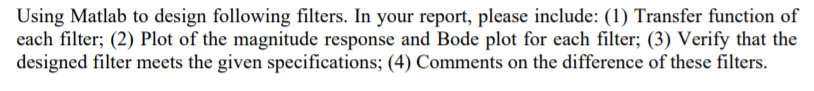 Using Matlab to design following filters. In your report, please include: (1) Transfer function of
each filter; (2) Plot of the magnitude response and Bode plot for each filter; (3) Verify that the
designed filter meets the given specifications; (4) Comments on the difference of these filters.